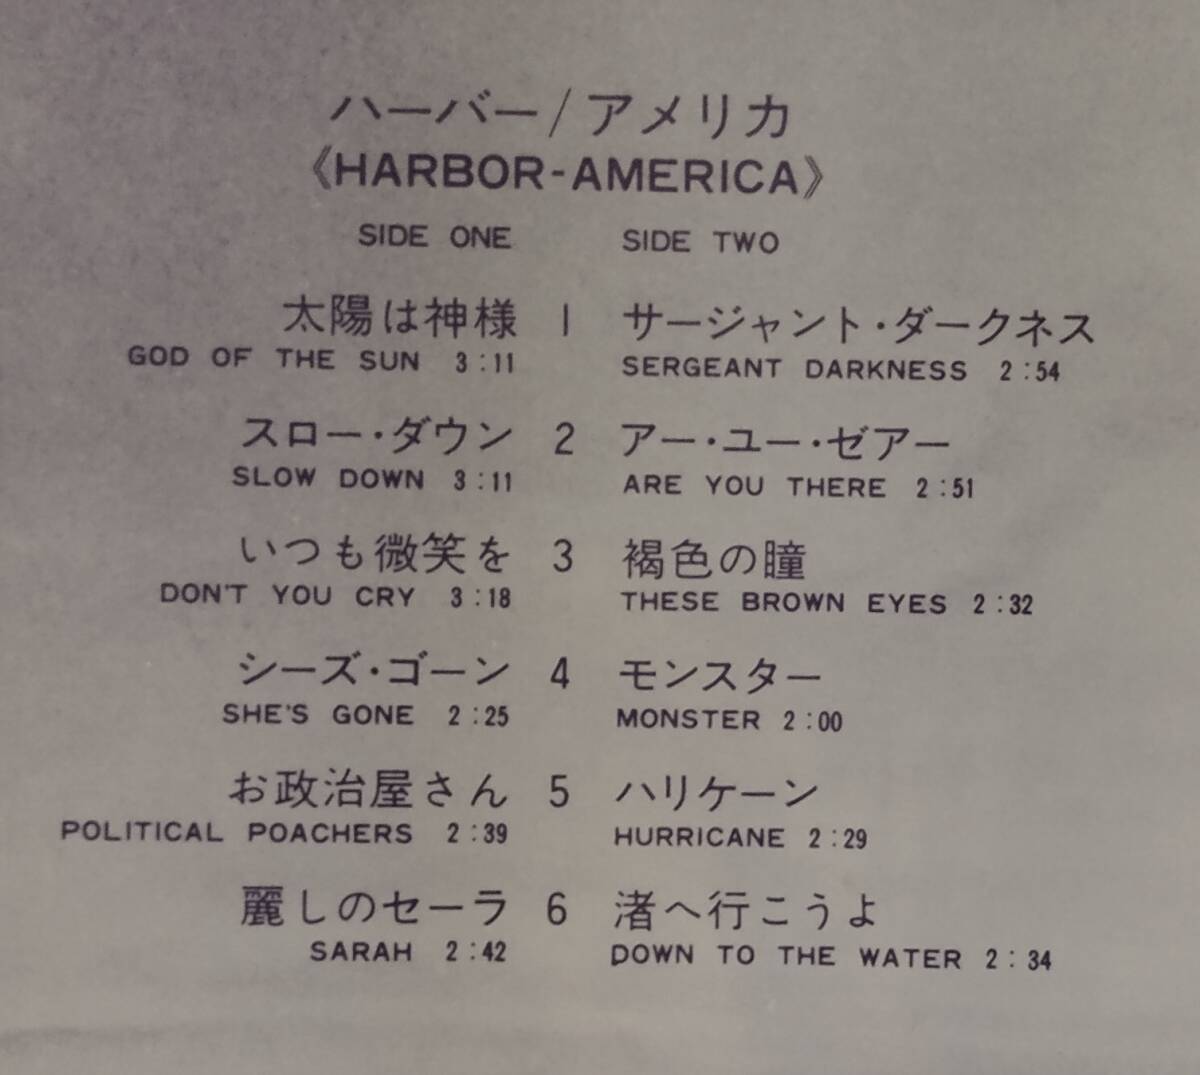 ハーバー/アメリカ
《HARBOR-AMERICA》
SIDE ONE
太陽は神様 1
GOD OF THE SUN 3:11
スロー・ダウン 2
SLOW DOWN 3:11
いつも微笑を 3
DON'T YOU CRY 3:18
シーズ・ゴーン 4
SHE'S GONE 2:25
お政治屋さん 5
POLITICAL POACHERS 2:39
麗しのセーラ 6
SARAH 2:42
SIDE TWO
サージャント・ダークネス
SERGEANT DARKNESS 2:54
アー・ユー・ゼアー
ARE YOU THERE 2:51
褐色の瞳
THESE BROWN EYES 2:32
モンスター
MONSTER 2:00
ハリケーン
HURRICANE 2:29
渚へ行こうよ
DOWN TO THE WATER 2:34